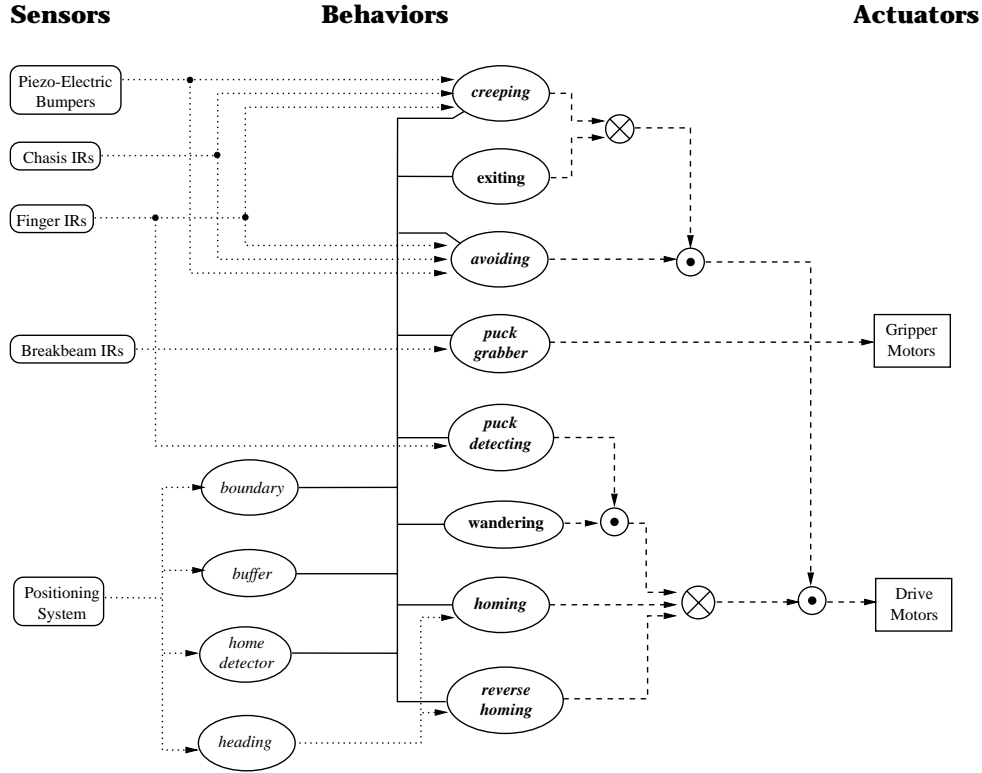 Sensors
Behaviors
Actuators
Piezo-Electric
Bumpers
Chasis IRs
Finger IRs
Breakbeam IRs
Positioning
System
boundary
buffer
home
detector
heading
creeping
exiting
avoiding
puck
grabber
puck
detecting
wandering
homing
reverse
homing
Gripper
Motors
Drive
Motors